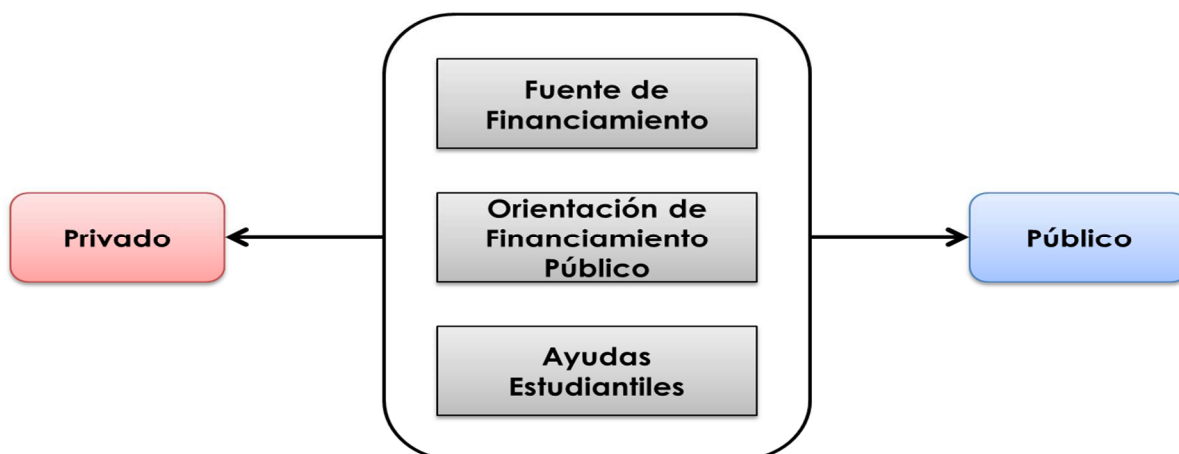 Fuente de
Financiamiento
Privado
Orientación de
Financiamiento
Público
Público
Ayudas
Estudiantiles